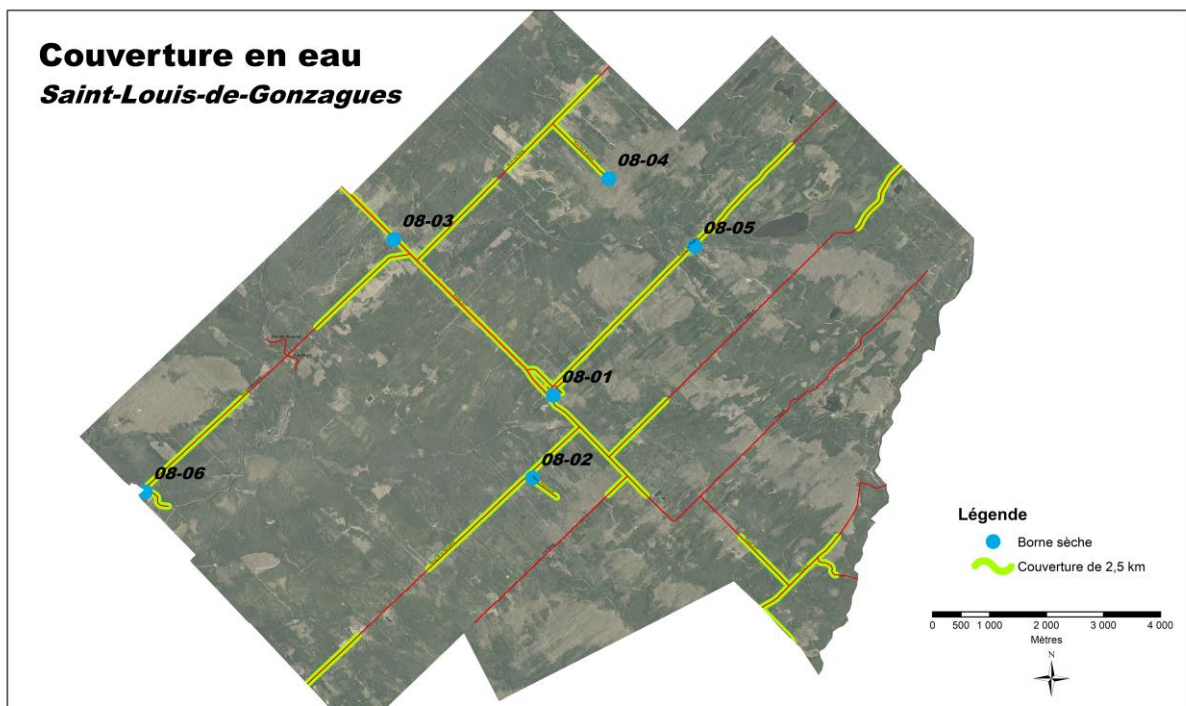 Couverture en eau
Saint-Louis-de-Gonzagues
08-04
08-03
08-05
08-01
08-02
08-06
Légende
Borne sèche
Couverture de 2,5 km
0 500 1 000 2 000 3 000 4 000
Mètres
N